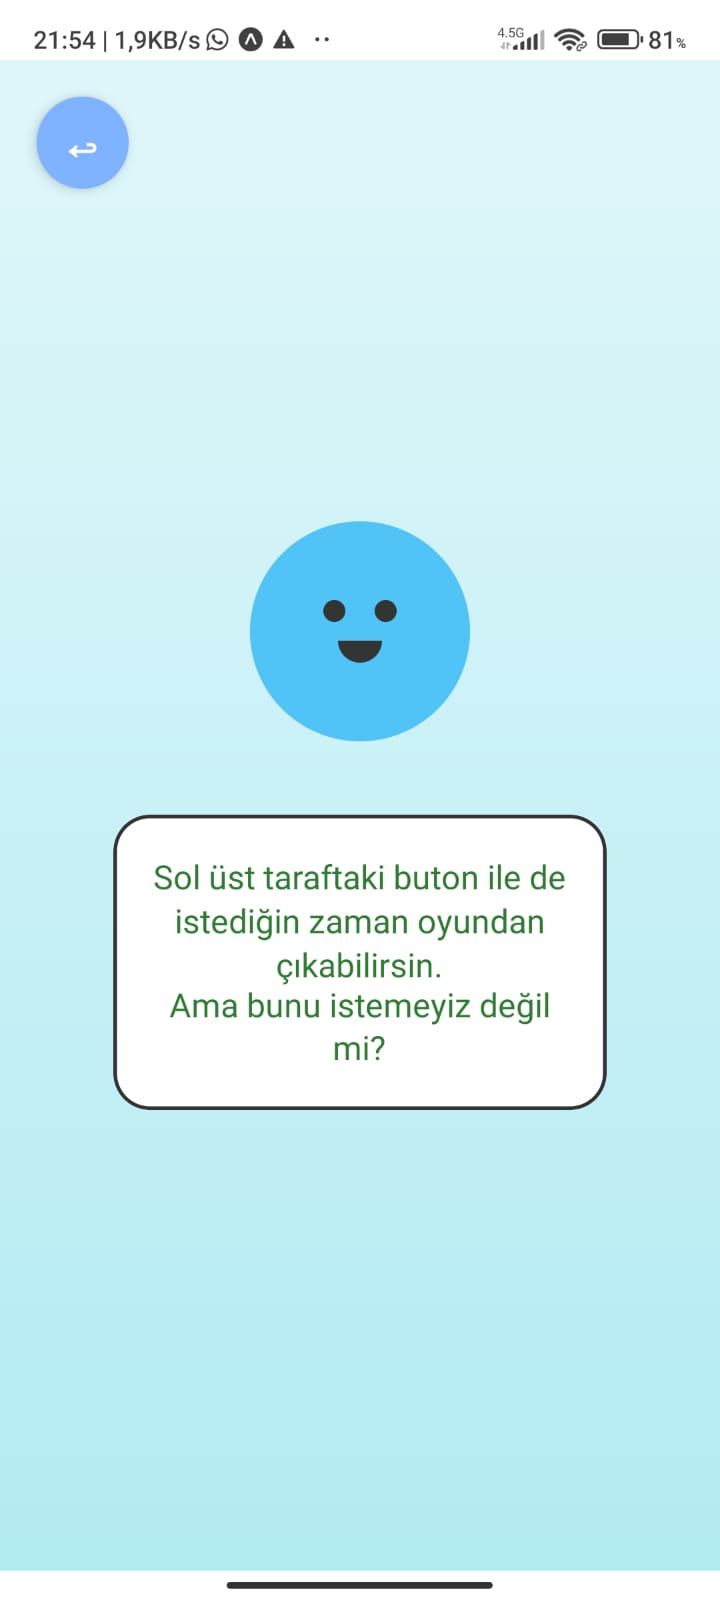 21:54 | 1,9KB/s
4.5G
81%
Sol üst taraftaki buton ile de
istediğin zaman oyundan
çıkabilirsin.
Ama bunu istemeyiz değil
mi?